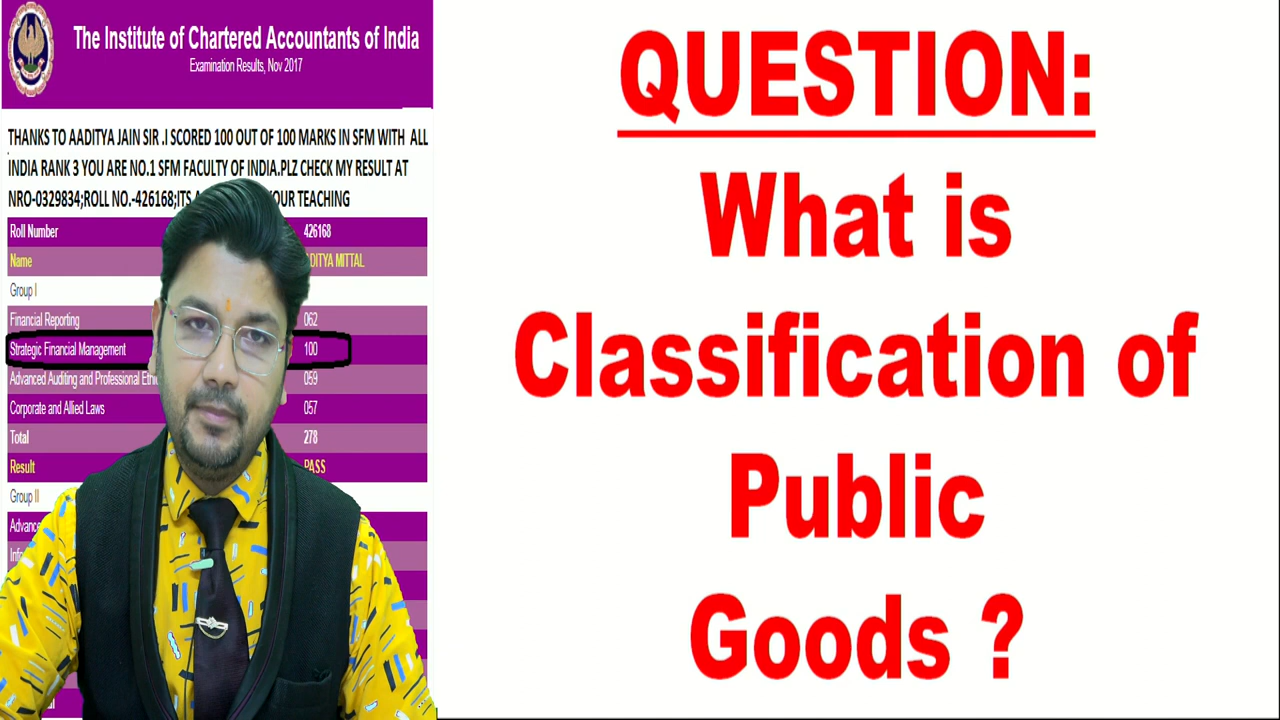 The Institute of Chartered Accountants of India
Examination Results, Nov 2017
THANKS TO AADITYA JAIN SIR .I SCORED 100 OUT OF 100 MARKS IN SFM WITH ALL
INDIA RANK 3 YOU ARE NO.1 SFM FACULTY OF INDIA.PLZ CHECK MY RESULT AT
NRO-0329834;ROLL NO.-426168;ITS YOUR TEACHING
Roll Number 426168
Name MITTAL
Group I
Financial Reporting 062
Strategic Financial Management 100
Advanced Auditing and Professional 059
Corporate and Allied Laws 057
Total 278
Result PASS
Group II
QUESTION:
What is
Classification of
Public
Goods ?